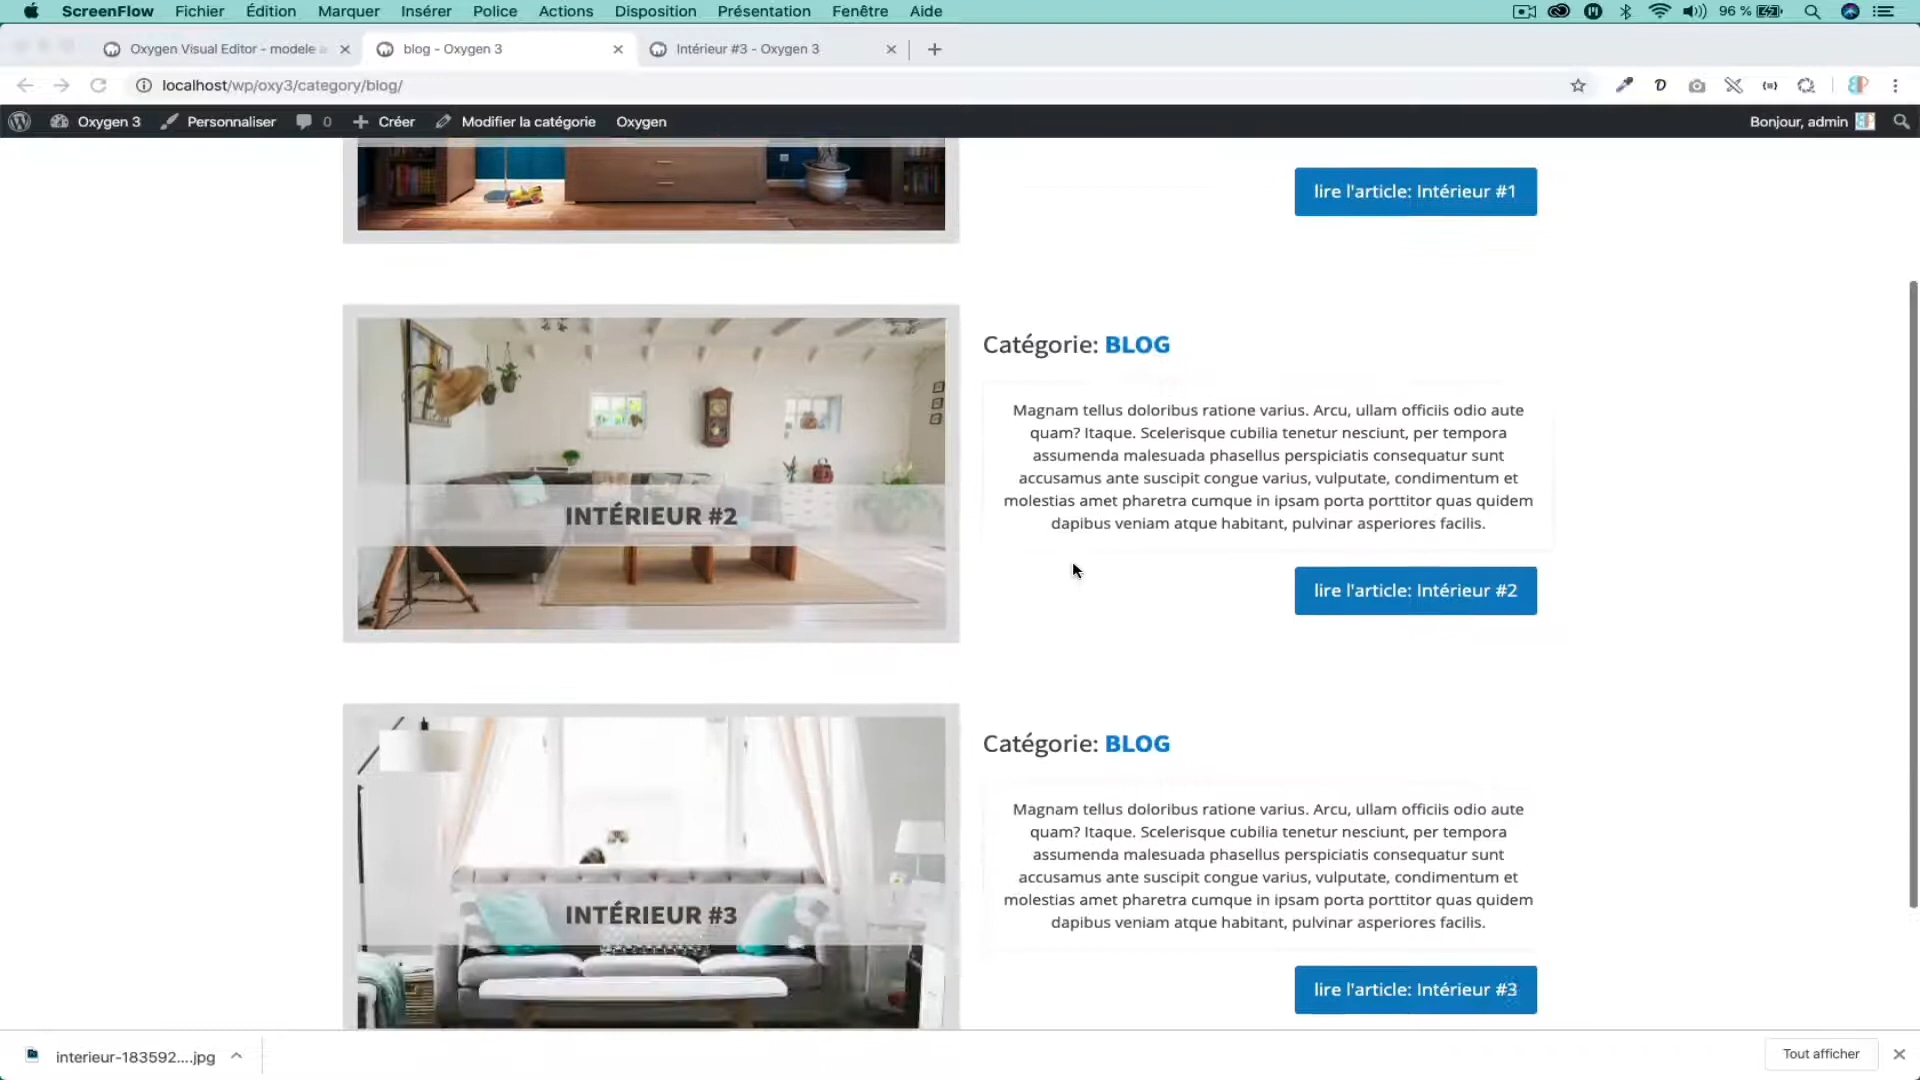 ScreenFlow Fichier Édition Marquer Insérer Police Actions Disposition Présentation Fenêtre Aide 96 %
Oxygen Visual Editor - modele blog - Oxygen 3 Intérieur #3 - Oxygen 3
localhost/wp/oxy3/category/blog/
Oxygen 3 Personnaliser 0 Créer Modifier la catégorie Oxygen Bonjour, admin
lire l'article: Intérieur #1
Catégorie: BLOG
Magnam tellus doloribus ratione varius. Arcu, ullam officiis odio aute
quam? Itaque. Scelerisque cubilia tenetur nesciunt, per tempora
assumenda malesuada phasellus perspiciatis consequatur sunt
accusamus ante suscipit congue varius, vulputate, condimentum et
molestias amet pharetra cumque in ipsam porta porttitor quas quidem
dapibus veniam atque habitant, pulvinar asperiores facilis.
INTÉRIEUR #2
lire l'article: Intérieur #2
Catégorie: BLOG
Magnam tellus doloribus ratione varius. Arcu, ullam officiis odio aute
quam? Itaque. Scelerisque cubilia tenetur nesciunt, per tempora
assumenda malesuada phasellus perspiciatis consequatur sunt
accusamus ante suscipit congue varius, vulputate, condimentum et
molestias amet pharetra cumque in ipsam porta porttitor quas quidem
dapibus veniam atque habitant, pulvinar asperiores facilis.
INTÉRIEUR #3
lire l'article: Intérieur #3
interieur-183592....jpg Tout afficher